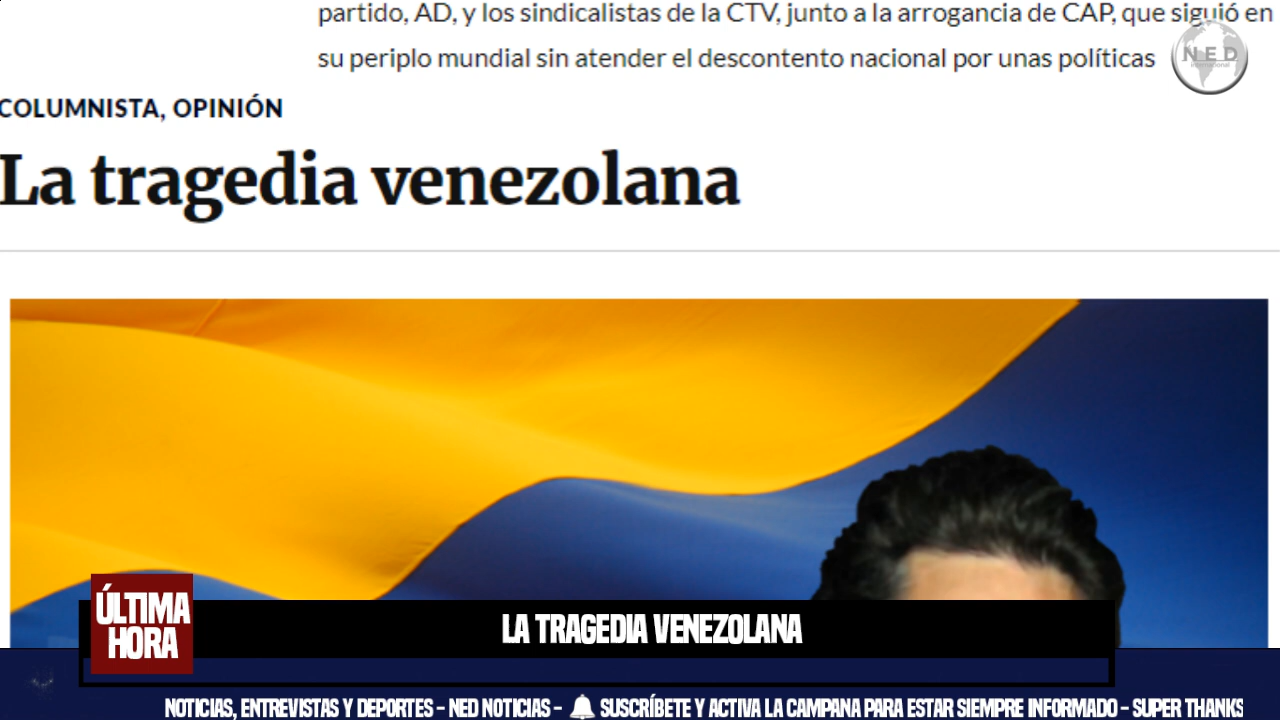 partido, AD, y los sindicalistas de la CTV, junto a la arrogancia de CAP, que siguió en
su periplo mundial sin atender el descontento nacional por unas políticas
NED
international
COLUMNISTA, OPINIÓN
La tragedia venezolana
ÚLTIMA
HORA
LA TRAGEDIA VENEZOLANA
NOTICIAS, ENTREVISTAS Y DEPORTES - NED NOTICIAS - 🔔 SUSCRÍBETE Y ACTIVA LA CAMPANA PARA ESTAR SIEMPRE INFORMADO - SUPER THANKS